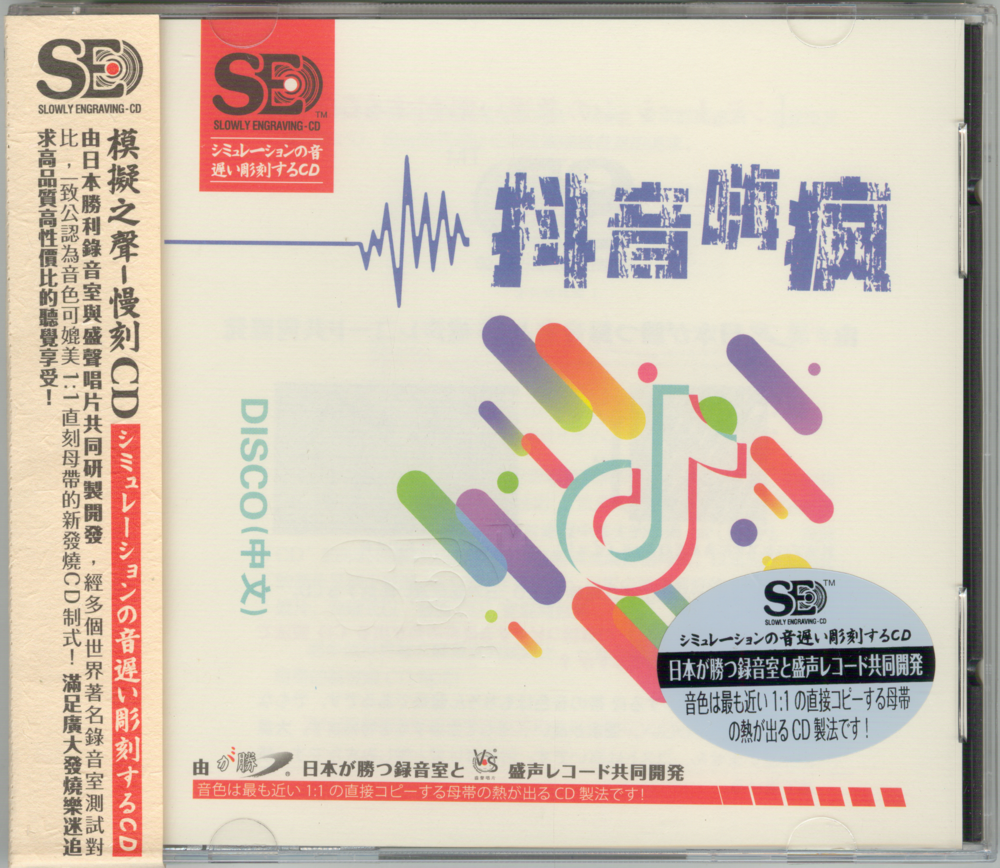 SE
SLOWLY ENGRAVING-CD
模擬之聲－慢刻CD
シミュレーションの音遅い彫刻するCD
由日本勝利錄音室與盛聲唱片共同研製開發，經多個世界著名錄音室測試對
比，一致公認為音色可媲美1:1直刻母帶的新發燒CD制式！滿足廣大發燒樂迷追
求高品質高性價比的聽覺享受！
SE TM
SLOWLY ENGRAVING-CD
シミュレーションの音
遅い彫刻するCD
抖音嗨疯
DISCO(中文)
SE TM
SLOWLY ENGRAVING-CD
シミュレーションの音遅い彫刻するCD
日本が勝つ録音室と盛声レコード共同開発
音色は最も近い 1:1 の直接コピーする母帯
の熱が出る CD 製法です！
由 が勝 ® 日本が勝つ録音室と VS 盛声レコード共同開発
音色は最も近い 1:1 の直接コピーする母帯の熱が出る CD 製法です！